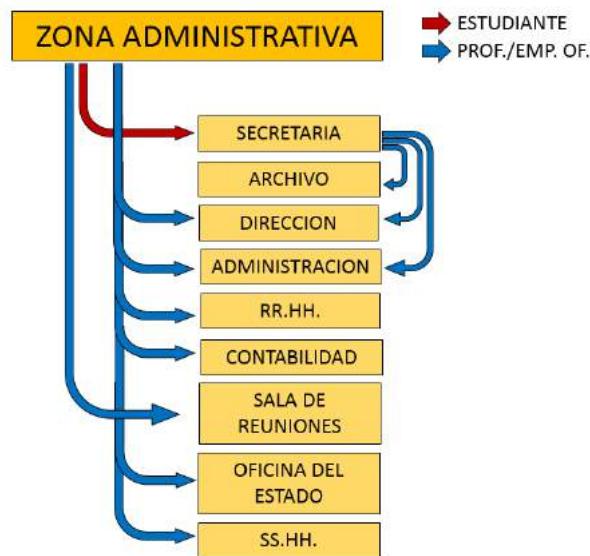 ZONA ADMINISTRATIVA
ESTUDIANTE
PROF./EMP. OF.
SECRETARIA
ARCHIVO
DIRECCION
ADMINISTRACION
RR.HH.
CONTABILIDAD
SALA DE
REUNIONES
OFICINA DEL
ESTADO
SS.HH.